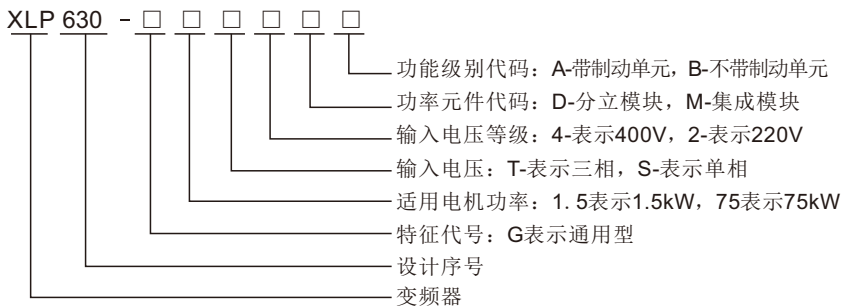 XLP 630 - □ □ □ □ □ □
功能级别代码：A-带制动单元，B-不带制动单元
功率元件代码：D-分立模块，M-集成模块
输入电压等级：4-表示400V，2-表示220V
输入电压：T-表示三相，S-表示单相
适用电机功率：1. 5表示1.5kW，75表示75kW
特征代号：G表示通用型
设计序号
变频器